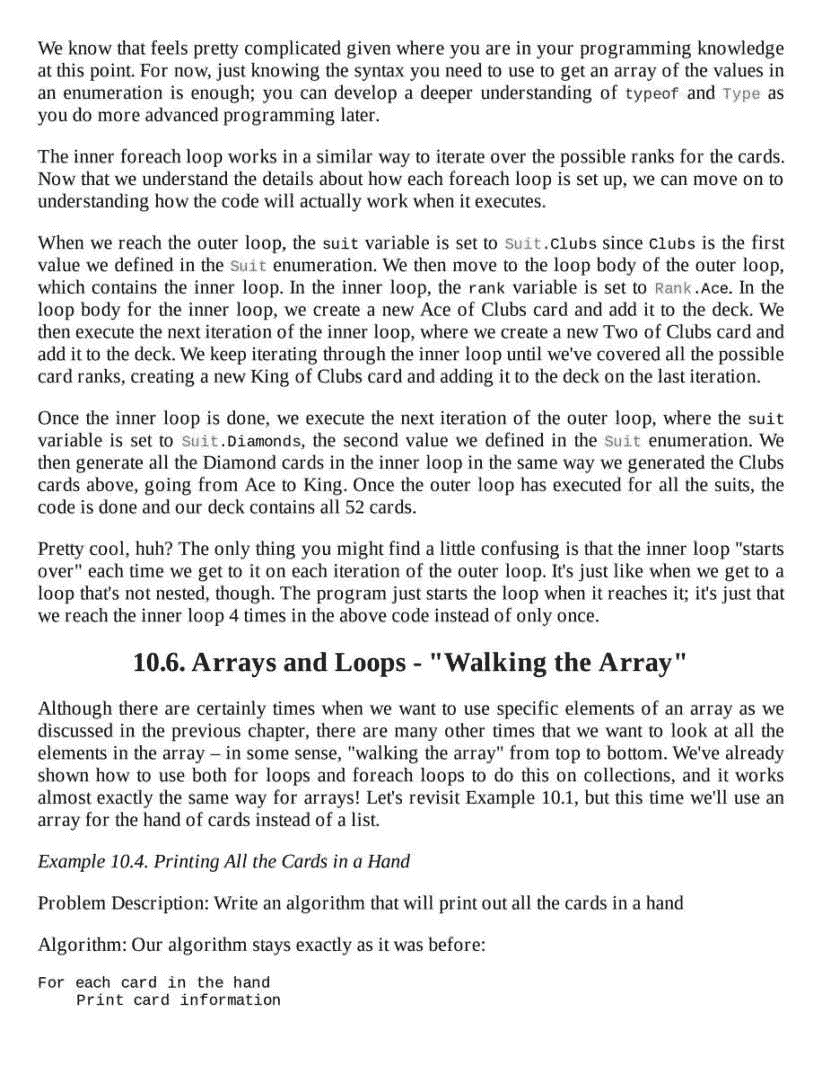 We know that feels pretty complicated given where you are in your programming knowledge
at this point. For now, just knowing the syntax you need to use to get an array of the values in
an enumeration is enough; you can develop a deeper understanding of typeof and Type as
you do more advanced programming later.
The inner foreach loop works in a similar way to iterate over the possible ranks for the cards.
Now that we understand the details about how each foreach loop is set up, we can move on to
understanding how the code will actually work when it executes.
When we reach the outer loop, the suit variable is set to Suit.Clubs since Clubs is the first
value we defined in the Suit enumeration. We then move to the loop body of the outer loop,
which contains the inner loop. In the inner loop, the rank variable is set to Rank.Ace. In the
loop body for the inner loop, we create a new Ace of Clubs card and add it to the deck. We
then execute the next iteration of the inner loop, where we create a new Two of Clubs card and
add it to the deck. We keep iterating through the inner loop until we've covered all the possible
card ranks, creating a new King of Clubs card and adding it to the deck on the last iteration.
Once the inner loop is done, we execute the next iteration of the outer loop, where the suit
variable is set to Suit.Diamonds, the second value we defined in the Suit enumeration. We
then generate all the Diamond cards in the inner loop in the same way we generated the Clubs
cards above, going from Ace to King. Once the outer loop has executed for all the suits, the
code is done and our deck contains all 52 cards.
Pretty cool, huh? The only thing you might find a little confusing is that the inner loop "starts
over" each time we get to it on each iteration of the outer loop. It's just like when we get to a
loop that's not nested, though. The program just starts the loop when it reaches it; it's just that
we reach the inner loop 4 times in the above code instead of only once.
10.6. Arrays and Loops - "Walking the Array"
Although there are certainly times when we want to use specific elements of an array as we
discussed in the previous chapter, there are many other times that we want to look at all the
elements in the array – in some sense, "walking the array" from top to bottom. We've already
shown how to use both for loops and foreach loops to do this on collections, and it works
almost exactly the same way for arrays! Let's revisit Example 10.1, but this time we'll use an
array for the hand of cards instead of a list.
Example 10.4. Printing All the Cards in a Hand
Problem Description: Write an algorithm that will print out all the cards in a hand
Algorithm: Our algorithm stays exactly as it was before:
For each card in the hand
    Print card information